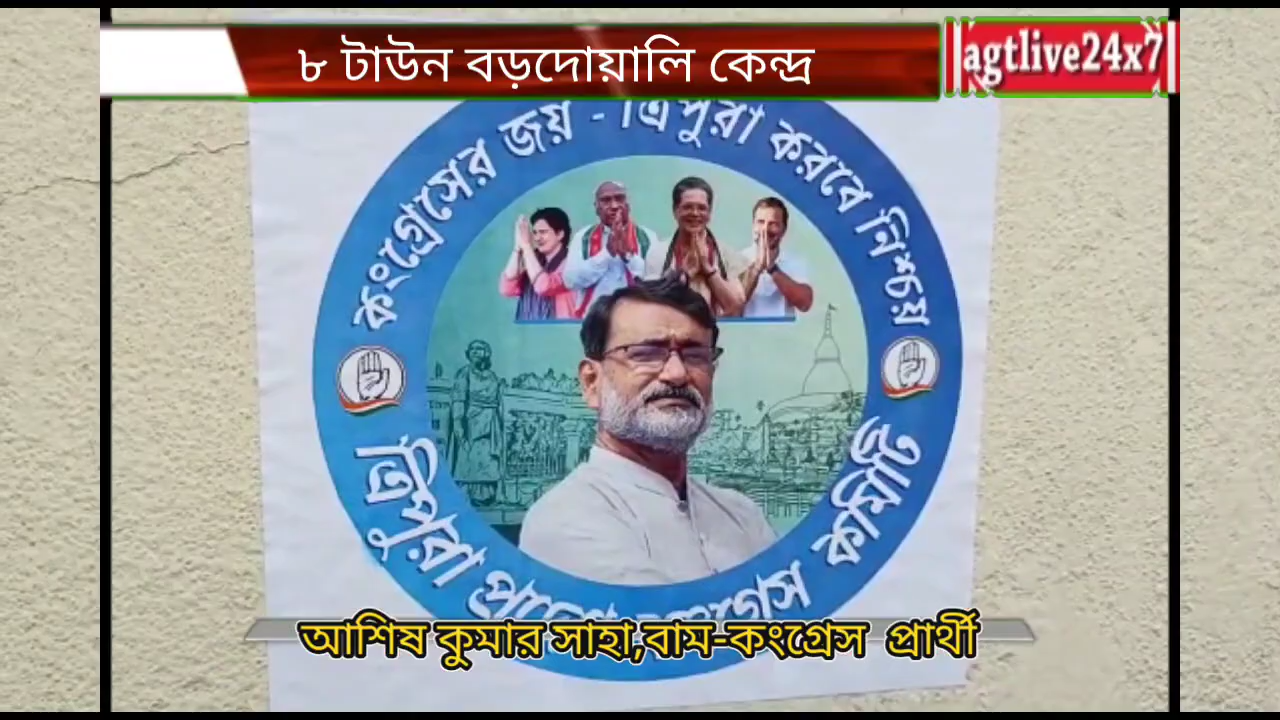 ৮ টাউন বড়দোয়ালি কেন্দ্র
agtlive24x7
কংগ্রেসের জয় - ত্রিপুরা করবে নিশ্চয়
ত্রিপুরা প্রদেশ কংগ্রেস কমিটি
আশিষ কুমার সাহা,বাম-কংগ্রেস প্রার্থী